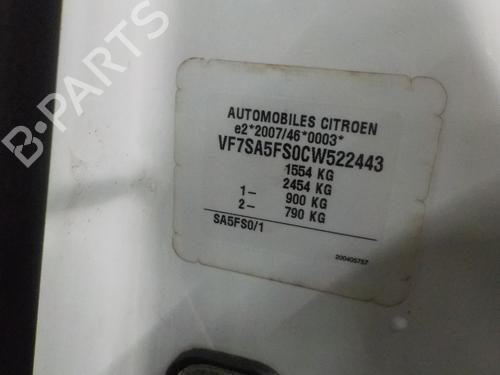 B-PARTS
AUTOMOBILES CITROEN
e2*2007/46*0003*
VF7SA5FS0CW522443
1554 KG
2454 KG
1- 900 KG
2- 790 KG
SA5FS0/1
200405757